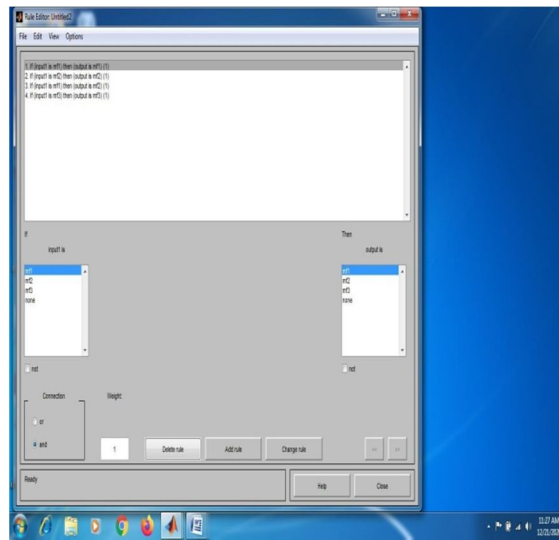 Rule Editor: Untitled2
File Edit View Options
1. If (input1 is mf1) then (output is mf1) (1)
2. If (input1 is mf2) then (output is mf2) (1)
3. If (input1 is mf1) then (output is mf2) (1)
4. If (input1 is mf3) then (output is mf3) (1)
If
Then
input1 is
output is
mf1
mf2
mf3
none
mf1
mf2
mf3
none
not
not
Connection
or
and
Weight:
1
Delete rule
Add rule
Change rule
<<
>>
Ready
Help
Close
11:27 AM